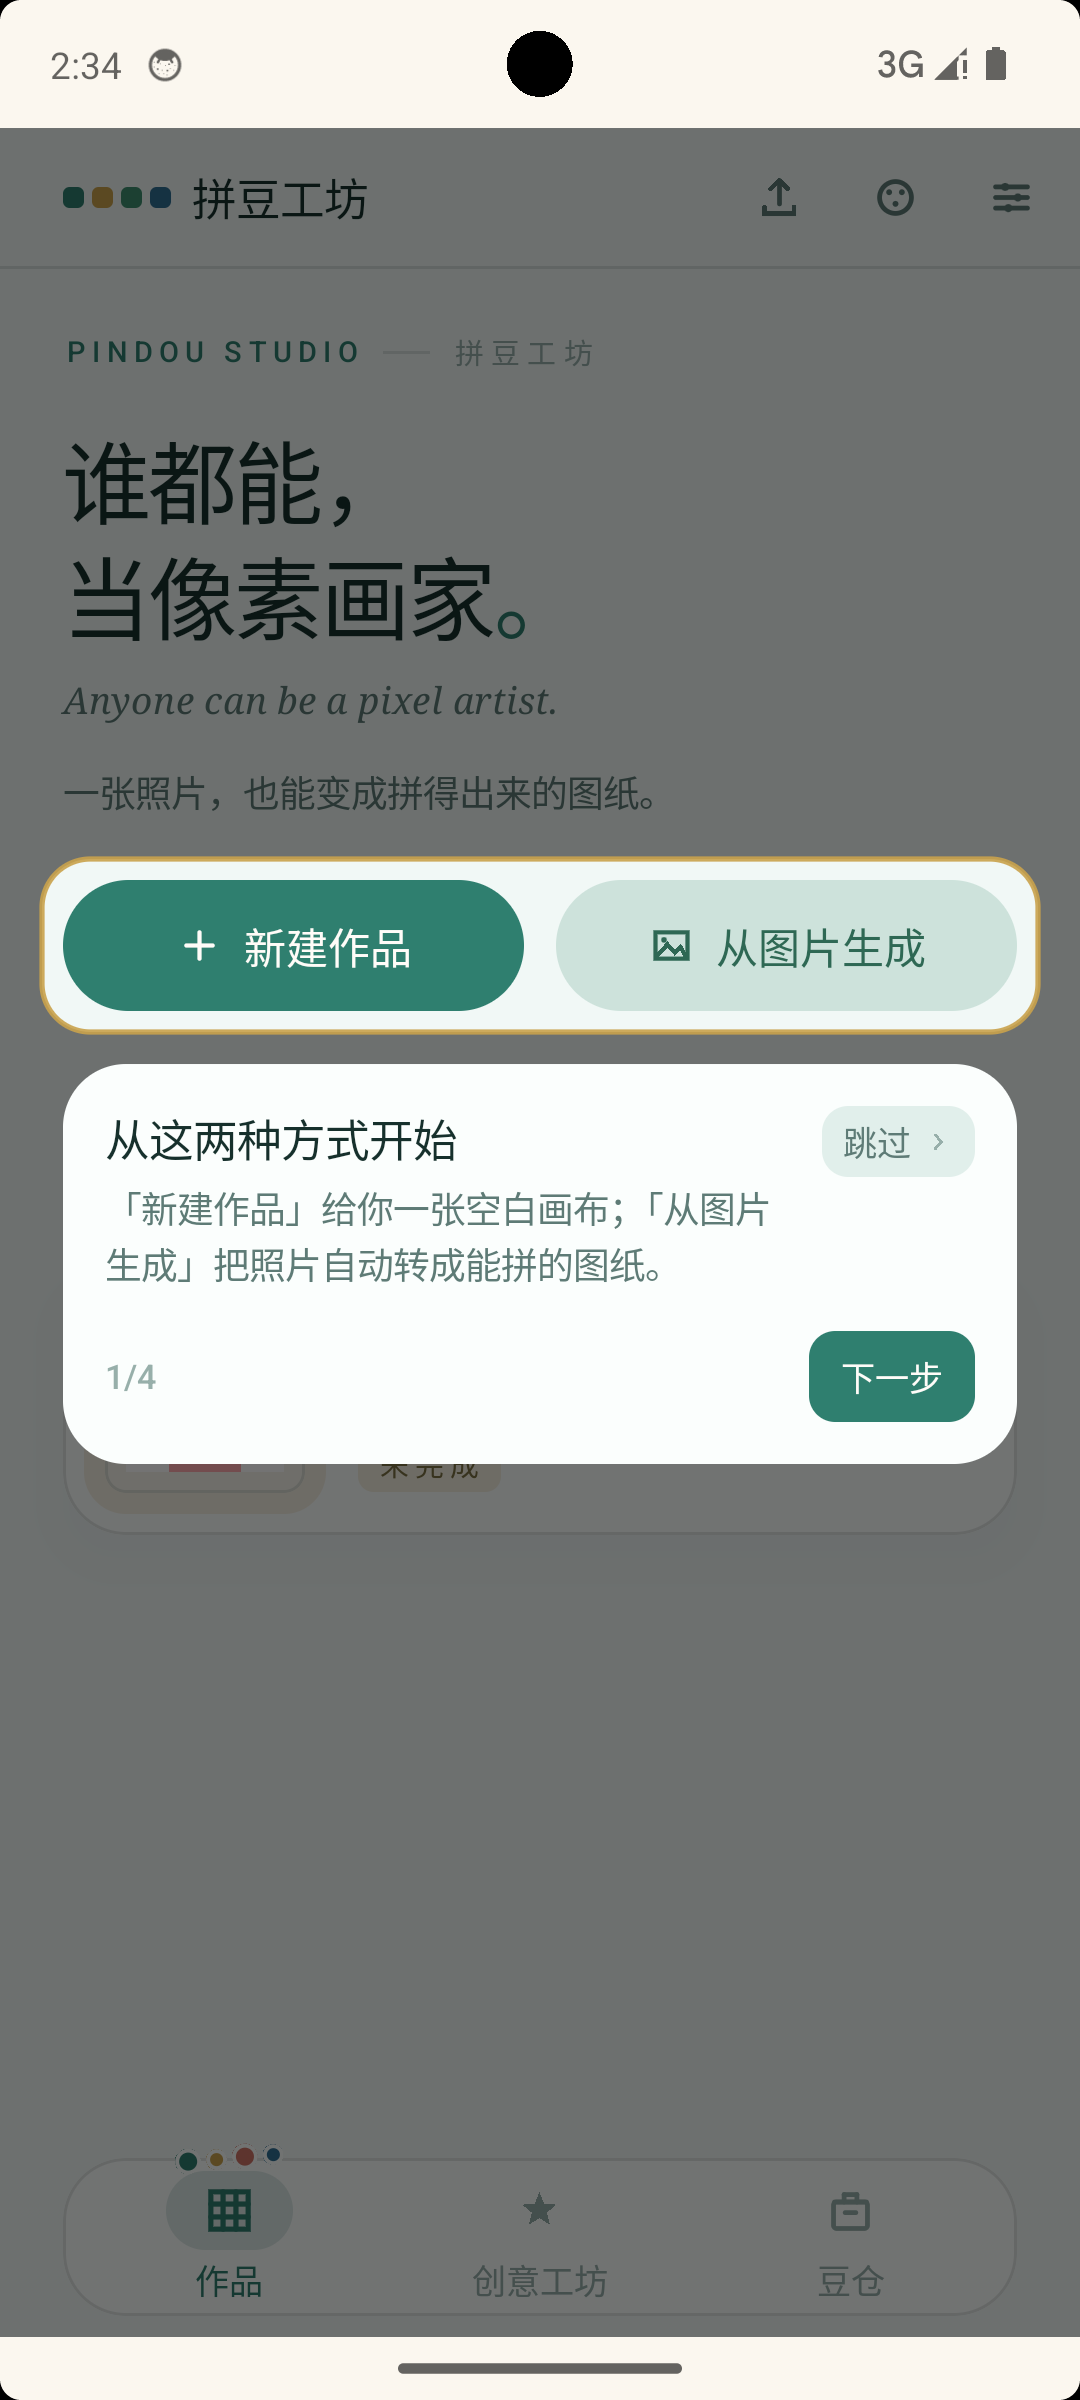 2:34
3G
拼豆工坊
PINDOU STUDIO — 拼豆工坊
谁都能，
当像素画家。
Anyone can be a pixel artist.
一张照片，也能变成拼得出来的图纸。
新建作品
从图片生成
从这两种方式开始
跳过
「新建作品」给你一张空白画布；「从图片
生成」把照片自动转成能拼的图纸。
1/4
下一步
未完成
作品
创意工坊
豆仓